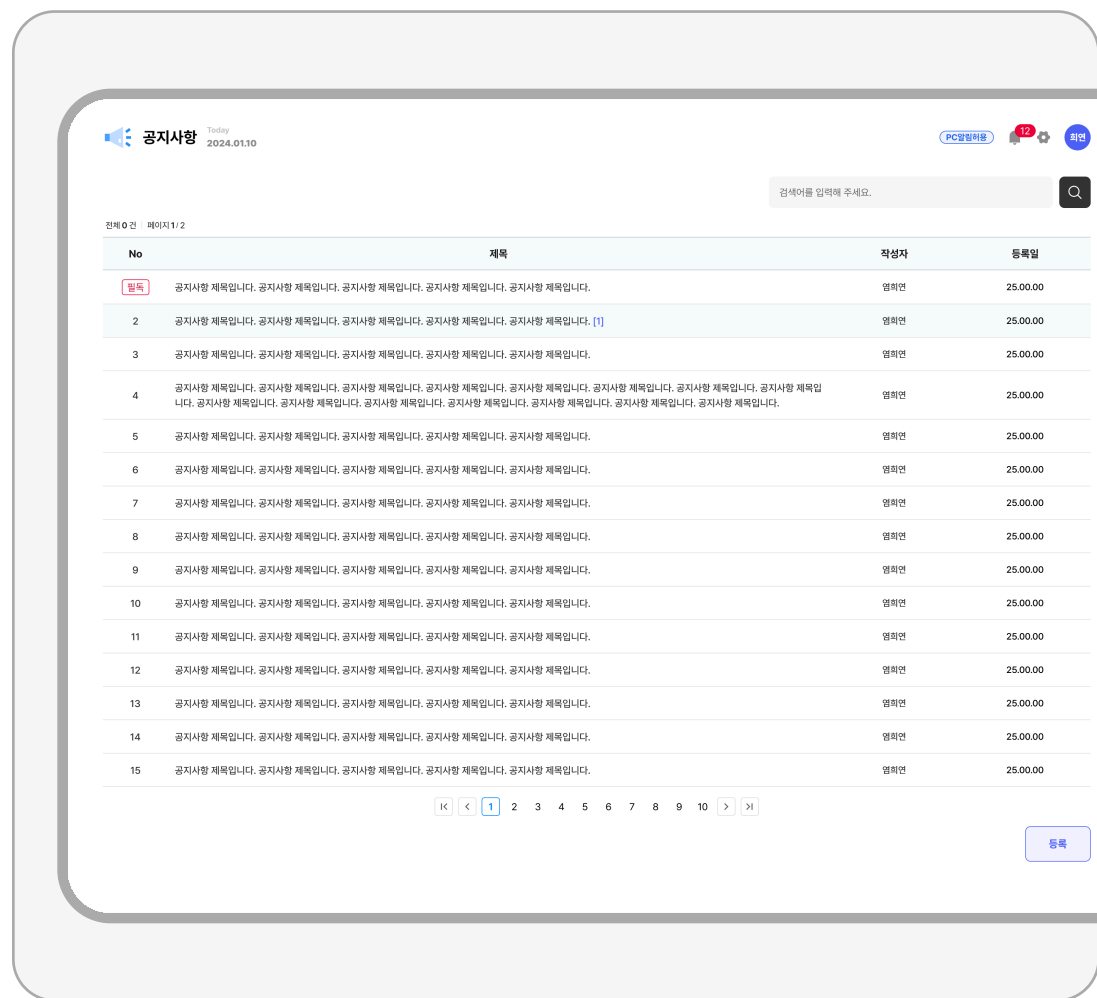 공지사항 Today
2024.01.10
PC알림허용 12 희연
검색어를 입력해 주세요.
전체 0 건 페이지 1 / 2
No 제목 작성자 등록일
필독 공지사항 제목입니다. 공지사항 제목입니다. 공지사항 제목입니다. 공지사항 제목입니다. 공지사항 제목입니다. 염희연 25.00.00
2 공지사항 제목입니다. 공지사항 제목입니다. 공지사항 제목입니다. 공지사항 제목입니다. 공지사항 제목입니다. [1] 염희연 25.00.00
3 공지사항 제목입니다. 공지사항 제목입니다. 공지사항 제목입니다. 공지사항 제목입니다. 공지사항 제목입니다. 염희연 25.00.00
4 공지사항 제목입니다. 공지사항 제목입니다. 공지사항 제목입니다. 공지사항 제목입니다. 공지사항 제목입니다. 공지사항 제목입니다. 공지사항 제목입니다. 공지사항 제목입
니다. 공지사항 제목입니다. 공지사항 제목입니다. 공지사항 제목입니다. 공지사항 제목입니다. 공지사항 제목입니다. 공지사항 제목입니다. 공지사항 제목입니다. 염희연 25.00.00
5 공지사항 제목입니다. 공지사항 제목입니다. 공지사항 제목입니다. 공지사항 제목입니다. 공지사항 제목입니다. 염희연 25.00.00
6 공지사항 제목입니다. 공지사항 제목입니다. 공지사항 제목입니다. 공지사항 제목입니다. 공지사항 제목입니다. 염희연 25.00.00
7 공지사항 제목입니다. 공지사항 제목입니다. 공지사항 제목입니다. 공지사항 제목입니다. 공지사항 제목입니다. 염희연 25.00.00
8 공지사항 제목입니다. 공지사항 제목입니다. 공지사항 제목입니다. 공지사항 제목입니다. 공지사항 제목입니다. 염희연 25.00.00
9 공지사항 제목입니다. 공지사항 제목입니다. 공지사항 제목입니다. 공지사항 제목입니다. 공지사항 제목입니다. 염희연 25.00.00
10 공지사항 제목입니다. 공지사항 제목입니다. 공지사항 제목입니다. 공지사항 제목입니다. 공지사항 제목입니다. 염희연 25.00.00
11 공지사항 제목입니다. 공지사항 제목입니다. 공지사항 제목입니다. 공지사항 제목입니다. 공지사항 제목입니다. 염희연 25.00.00
12 공지사항 제목입니다. 공지사항 제목입니다. 공지사항 제목입니다. 공지사항 제목입니다. 공지사항 제목입니다. 염희연 25.00.00
13 공지사항 제목입니다. 공지사항 제목입니다. 공지사항 제목입니다. 공지사항 제목입니다. 공지사항 제목입니다. 염희연 25.00.00
14 공지사항 제목입니다. 공지사항 제목입니다. 공지사항 제목입니다. 공지사항 제목입니다. 공지사항 제목입니다. 염희연 25.00.00
15 공지사항 제목입니다. 공지사항 제목입니다. 공지사항 제목입니다. 공지사항 제목입니다. 공지사항 제목입니다. 염희연 25.00.00
1 2 3 4 5 6 7 8 9 10
등록